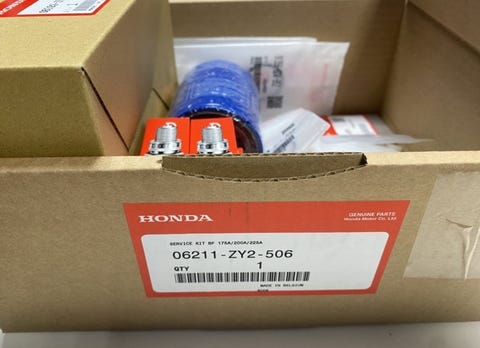 HONDA
HONDA
GENUINE PARTS
Honda Motor Co., Ltd.
SERVICE KIT BF 175A/200A/225A
06211-ZY2-506
QTY 1
MADE IN BELGIUM